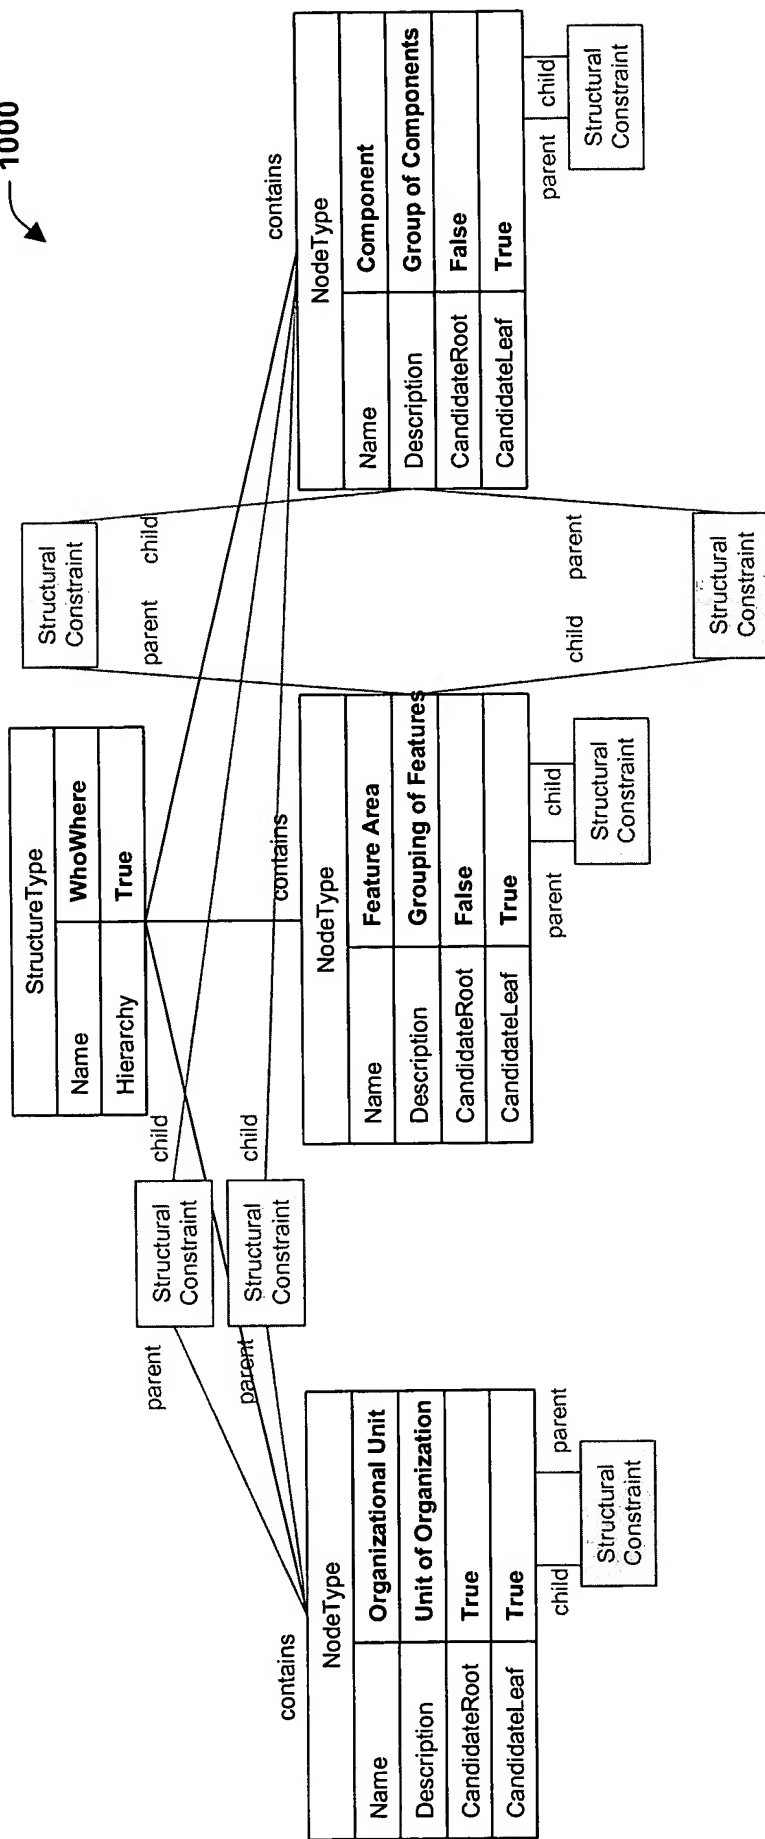 1000
StructureType
Name WhoWhere
Hierarchy True
contains
contains
contains
parent
Structural
Constraint
child
parent
Structural
Constraint
child
Structural
Constraint
parent child
NodeType
Name Organizational Unit
Description Unit of Organization
CandidateRoot True
CandidateLeaf True
child parent
Structural
Constraint
NodeType
Name Feature Area
Description Grouping of Features
CandidateRoot False
CandidateLeaf True
parent child
Structural
Constraint
NodeType
Name Component
Description Group of Components
CandidateRoot False
CandidateLeaf True
parent child
Structural
Constraint
child parent
Structural
Constraint